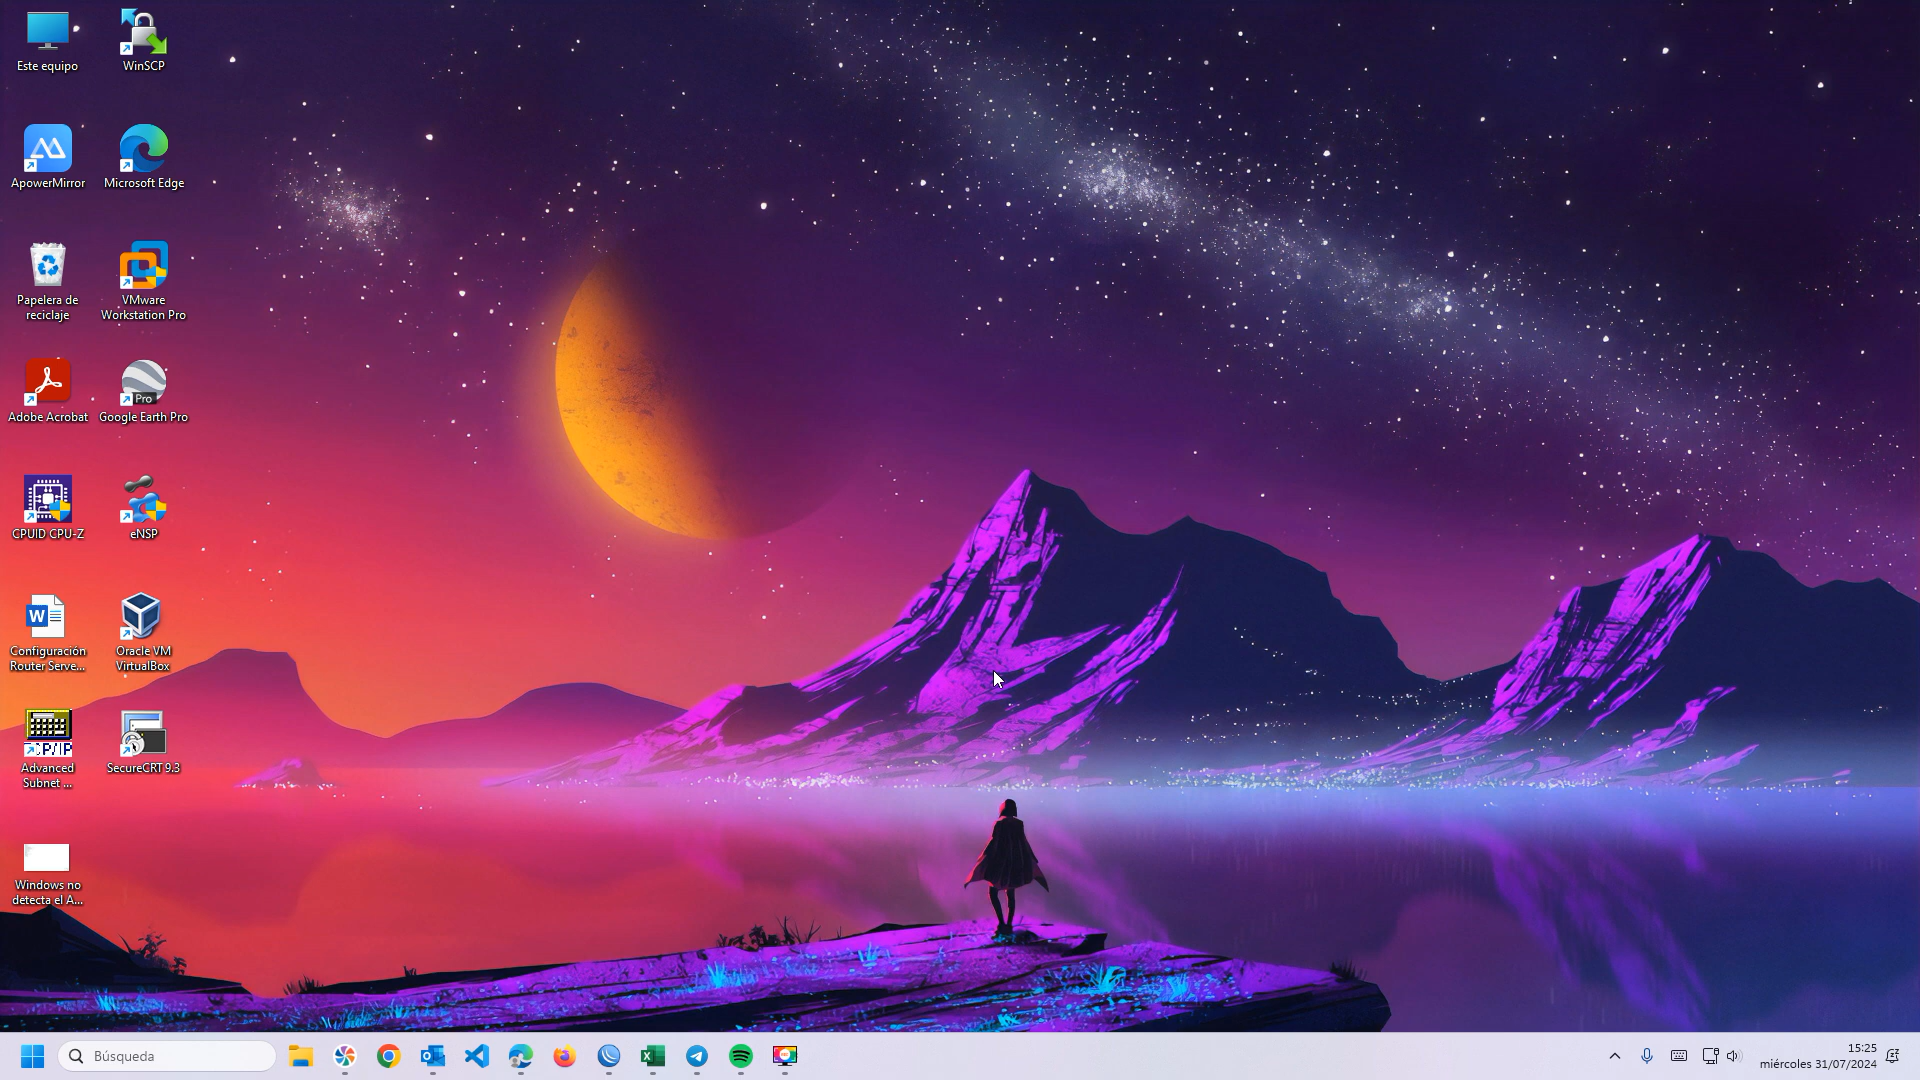 Este equipo
WinSCP
ApowerMirror
Microsoft Edge
Papelera de
reciclaje
VMware
Workstation Pro
Adobe Acrobat
Pro
Google Earth Pro
CPUID CPU-Z
eNSP
W
Configuración
Router Serve...
Oracle VM
VirtualBox
TCP/IP
Advanced
Subnet ...
SecureCRT 9.3
Windows no
detecta el A...
Búsqueda
15:25
miércoles 31/07/2024